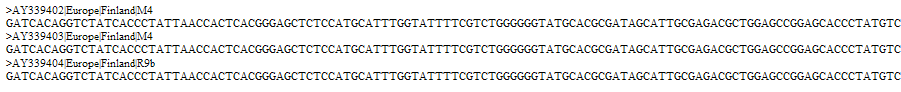 >AY339402|Europe|Finland|M4
GATCACAGGTCTATCACCCTATTAACCACTCACGGGAGCTCTCCATGCATTTGGTATTTTCGTCTGGGGGGTATGCACGCGATAGCATTGCGAGACGCTGGAGCCGGAGCACCCTATGTC
>AY339403|Europe|Finland|M4
GATCACAGGTCTATCACCCTATTAACCACTCACGGGAGCTCTCCATGCATTTGGTATTTTCGTCTGGGGGGTATGCACGCGATAGCATTGCGAGACGCTGGAGCCGGAGCACCCTATGTC
>AY339404|Europe|Finland|R9b
GATCACAGGTCTATCACCCTATTAACCACTCACGGGAGCTCTCCATGCATTTGGTATTTTCGTCTGGGGGGTATGCACGCGATAGCATTGCGAGACGCTGGAGCCGGAGCACCCTATGTC